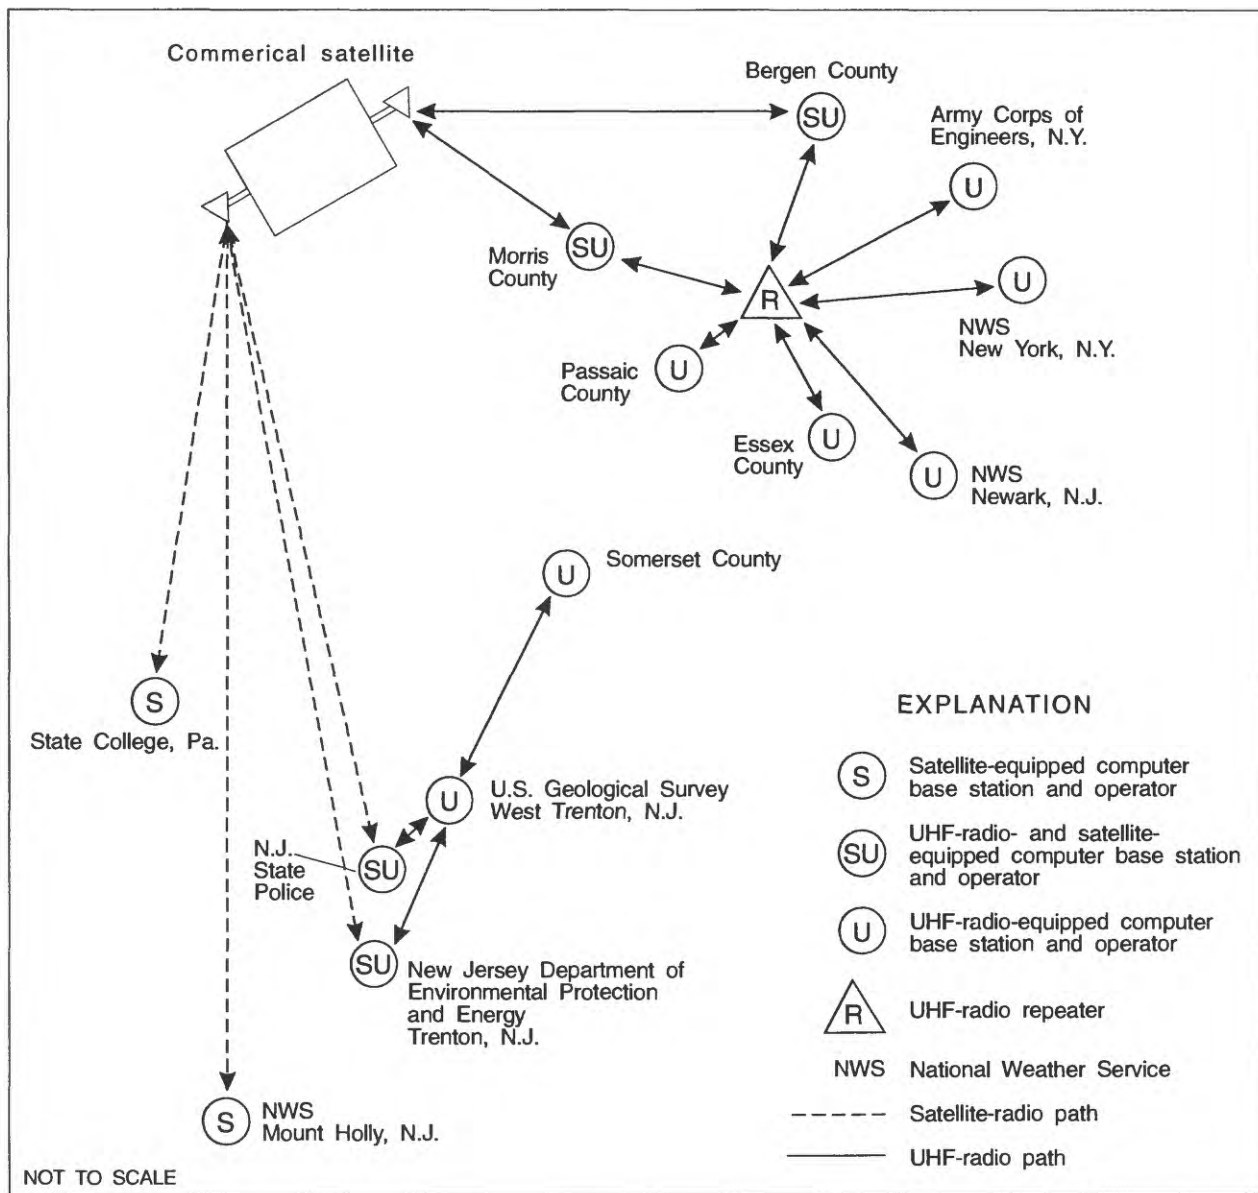 Commerical satellite
Bergen County
SU
Army Corps of
Engineers, N.Y.
U
Morris
County
SU
R
U
NWS
New York, N.Y.
Passaic
County
U
Essex
County
U
U
NWS
Newark, N.J.
U
Somerset County
S
State College, Pa.
U
U.S. Geological Survey
West Trenton, N.J.
N.J.
State
Police
SU
SU
New Jersey Department of
Environmental Protection
and Energy
Trenton, N.J.
S
NWS
Mount Holly, N.J.
NOT TO SCALE
EXPLANATION
S
Satellite-equipped computer
base station and operator
SU
UHF-radio- and satellite-
equipped computer base station
and operator
U
UHF-radio-equipped computer
base station and operator
R
UHF-radio repeater
NWS
National Weather Service
Satellite-radio path
UHF-radio path